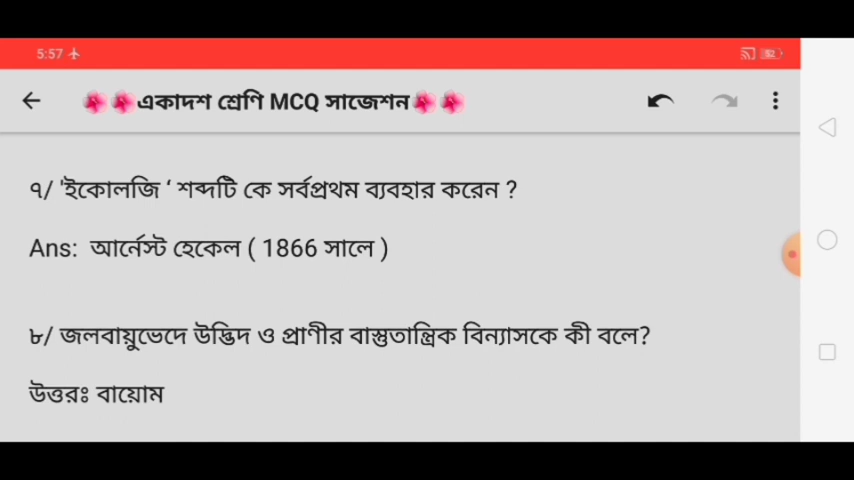 5:57
একাদশ শ্রেণি MCQ সাজেশন
৭/ 'ইকোলজি ‘ শব্দটি কে সর্বপ্রথম ব্যবহার করেন ?
Ans: আর্নেস্ট হেকেল ( 1866 সালে )
৮/ জলবায়ুভেদে উদ্ভিদ ও প্রাণীর বাস্তুতান্ত্রিক বিন্যাসকে কী বলে?
উত্তরঃ বায়োম